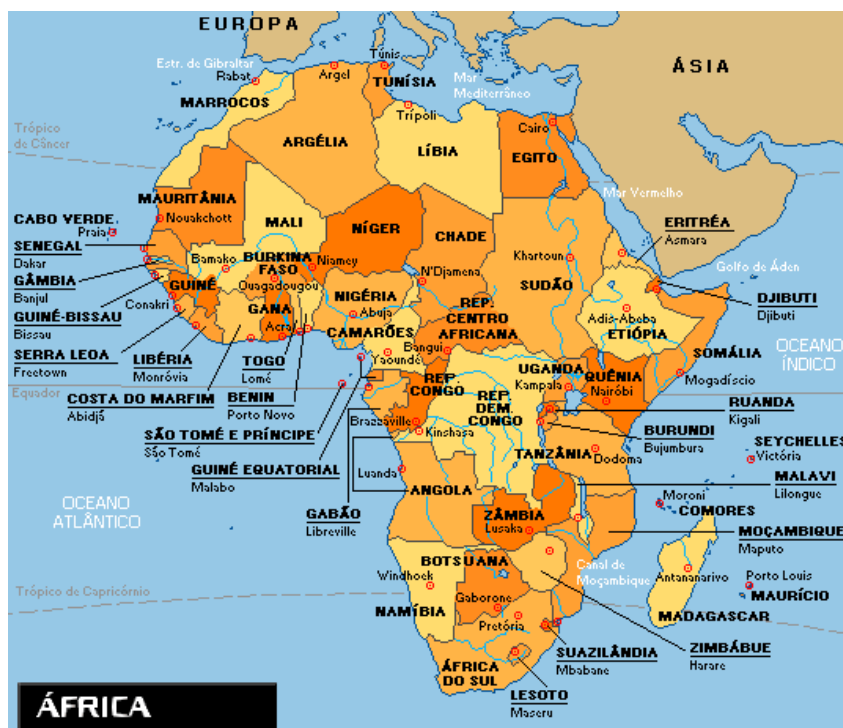 EUROPA
ÁSIA
Estr. de Gibraltar
Rabat
Argel
Túnis
TUNÍSIA
Mar
Mediterrâneo
MARROCOS
Trípoli
Cairo
Trópico
de Câncer
ARGÉLIA
LÍBIA
EGITO
Mar Vermelho
MAURITÂNIA
Nouakchott
MALI
NÍGER
CHADE
ERITRÉA
Asmara
CABO VERDE
Praia
SENEGAL
Dakar
GÂMBIA
Banjul
GUINÉ-BISSAU
Bissau
SERRA LEOA
Freetown
Bamako
BURKINA
FASO
Niamey
Ouagadougou
GUINÉ
Conakri
N'Djamena
Khartoun
SUDÃO
Golfo de Áden
DJIBUTI
Djibuti
NIGÉRIA
Abuja
GANA
Acra
CAMARÕES
Yaoundé
REP.
CENTRO
AFRICANA
Bangui
Adis-Abeba
ETIÓPIA
SOMÁLIA
Mogadíscio
OCEANO
ÍNDICO
LIBÉRIA
Monróvia
TOGO
Lomé
BENIN
Porto Novo
COSTA DO MARFIM
Abidjã
Equador
SÃO TOMÉ E PRÍNCIPE
São Tomé
GUINÉ EQUATORIAL
Malabo
GABÃO
Libreville
REP.
CONGO
Brazzaville
Kinshasa
REP.
DEM.
CONGO
UGANDA
Kampala
QUÊNIA
Nairóbi
RUANDA
Kigali
BURUNDI
Bujumbura
TANZÂNIA
Dodoma
SEYCHELLES
Victória
MALAVI
Lilongue
Moroni
COMORES
MOÇAMBIQUE
Maputo
OCEANO
ATLÂNTICO
Luanda
ANGOLA
ZÂMBIA
Lusaka
Canal de
Moçambique
Antananarivo
MADAGASCAR
Porto Louis
MAURÍCIO
Trópico de Capricórnio
BOTSUANA
Windhoek
NAMÍBIA
Gaborone
Pretória
SUAZILÂNDIA
Mbabane
ZIMBÁBUE
Harare
ÁFRICA
DO SUL
LESOTO
Maseru
ÁFRICA